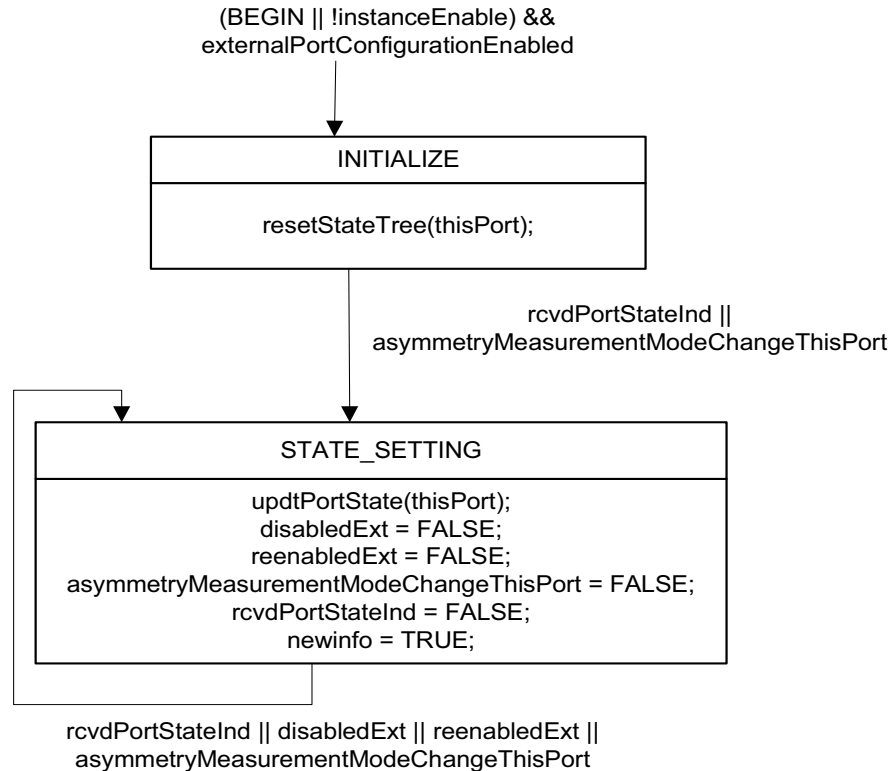 (BEGIN || !instanceEnable) &&
externalPortConfigurationEnabled
INITIALIZE
resetStateTree(thisPort);
rcvdPortStateInd ||
asymmetryMeasurementModeChangeThisPort
STATE_SETTING
updtPortState(thisPort);
disabledExt = FALSE;
reenabledExt = FALSE;
asymmetryMeasurementModeChangeThisPort = FALSE;
rcvdPortStateInd = FALSE;
newinfo = TRUE;
rcvdPortStateInd || disabledExt || reenabledExt ||
asymmetryMeasurementModeChangeThisPort